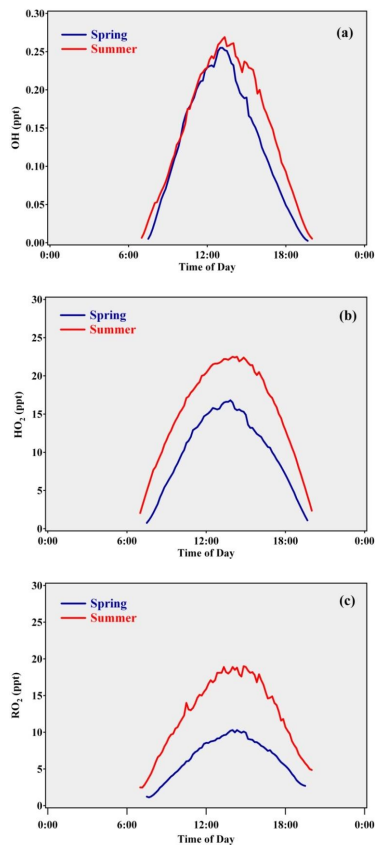 0.30
(a)
Spring
0.25
Summer
0.20
OH (ppt)
0.15
0.10
0.05
0.00
0:00 6:00 12:00 18:00 0:00
Time of Day
30
Spring (b)
25
Summer
20
HO2 (ppt)
15
10
5
0
0:00 6:00 12:00 18:00 0:00
Time of Day
30
Spring (c)
25
Summer
20
RO2 (ppt)
15
10
5
0
0:00 6:00 12:00 18:00 0:00
Time of Day